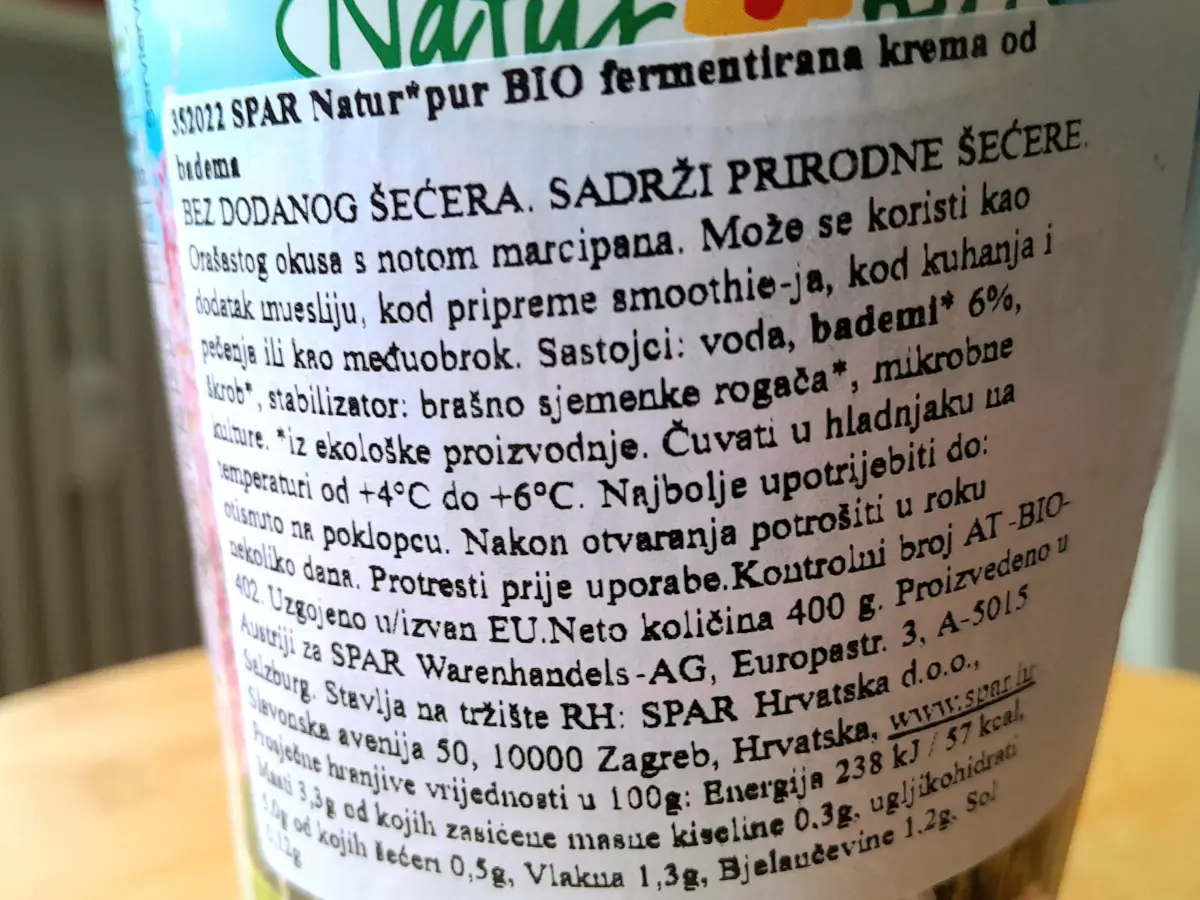 Natur
352022 SPAR Natur*pur BIO fermentirana krema od
badema
BEZ DODANOG ŠEĆERA. SADRŽI PRIRODNE ŠEĆERE.
Orašastog okusa s notom marcipana. Može se koristi kao
dodatak muesliju, kod pripreme smoothie-ja, kod kuhanja i
pečenja ili kao međuobrok. Sastojci: voda, bademi* 6%,
škrob*, stabilizator: brašno sjemenke rogača*, mikrobne
kulture. *iz ekološke proizvodnje. Čuvati u hladnjaku na
temperaturi od +4°C do +6°C. Najbolje upotrijebiti do:
otisnuto na poklopcu. Nakon otvaranja potrošiti u roku
nekoliko dana. Protresti prije uporabe.Kontrolni broj AT-BIO-
402. Uzgojeno u/izvan EU.Neto količina 400 g. Proizvedeno u
Austriji za SPAR Warenhandels-AG, Europastr. 3, A-5015
Salzburg. Stavlja na tržište RH: SPAR Hrvatska d.o.o.,
Slavonska avenija 50, 10000 Zagreb, Hrvatska, www.spar.hr
Prosječne hranjive vrijednosti u 100g: Energija 238 kJ / 57 kcal,
Masti 3,3g od kojih zasićene masne kiseline 0.3g, ugljikohidrati
5.0g od kojih šećeri 0,5g, Vlakna 1,3g, Bjelančevine 1.2g, Sol
0,12g